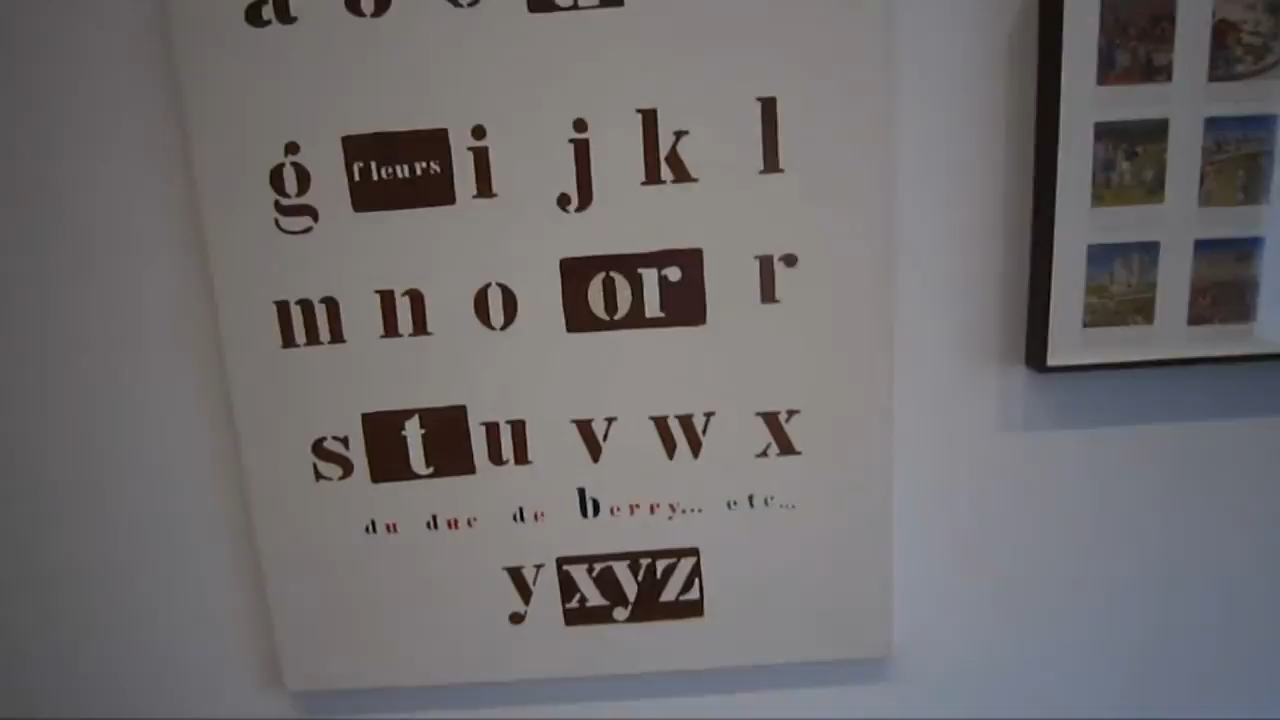 g fleurs i j k l
m n o or r
s t u v w x
du duc de berry... etc...
y xyz